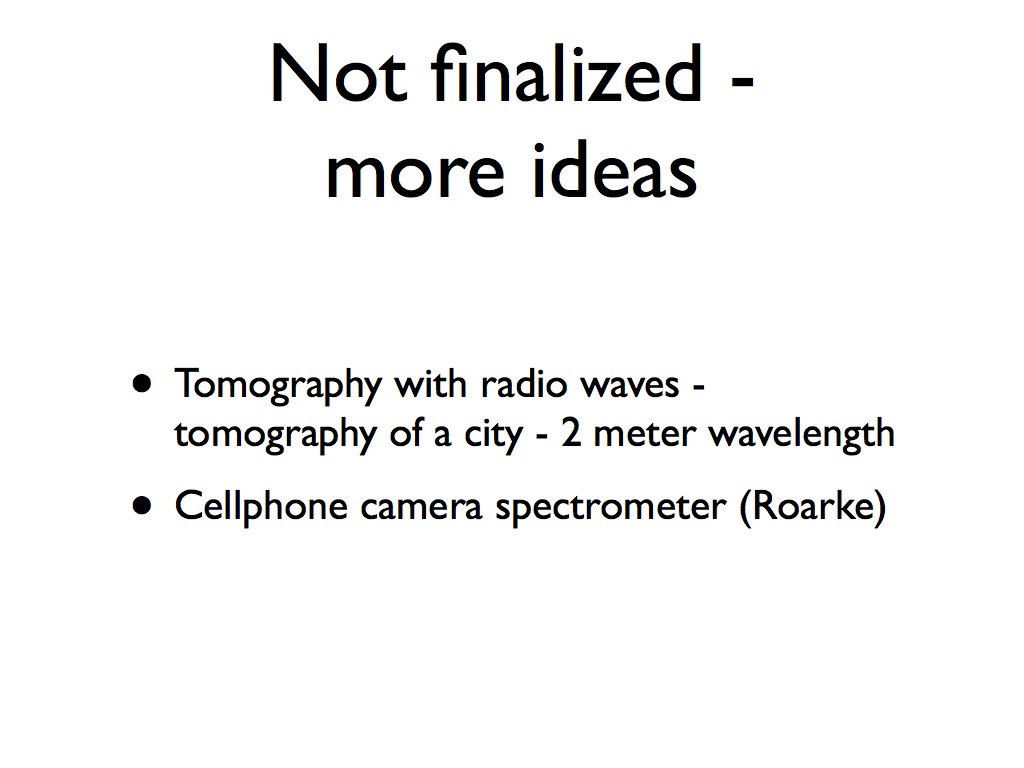 Not finalized -
more ideas
• Tomography with radio waves -
tomography of a city - 2 meter wavelength
• Cellphone camera spectrometer (Roarke)